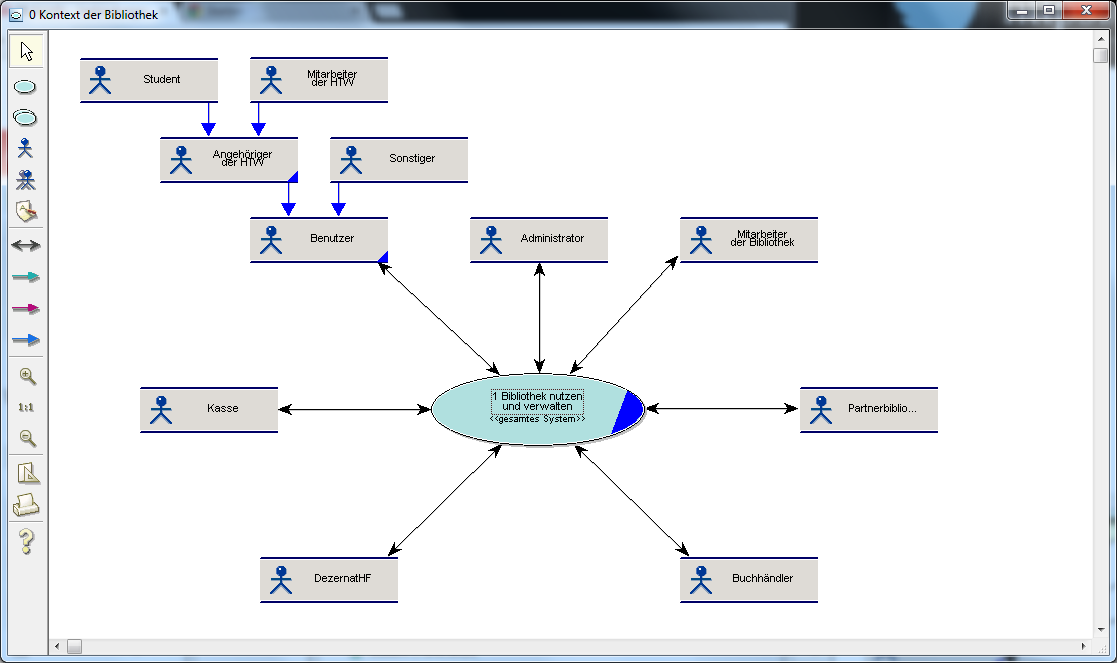 0 Kontext der Bibliothek
Student
Mitarbeiter
der HTW
Angehöriger
der HTW
Sonstiger
Benutzer
Administrator
Mitarbeiter
der Bibliothek
1 Bibliothek nutzen
und verwalten
<<gesamtes System>>
Kasse
Partnerbiblio...
DezernatHF
Buchhändler
1:1